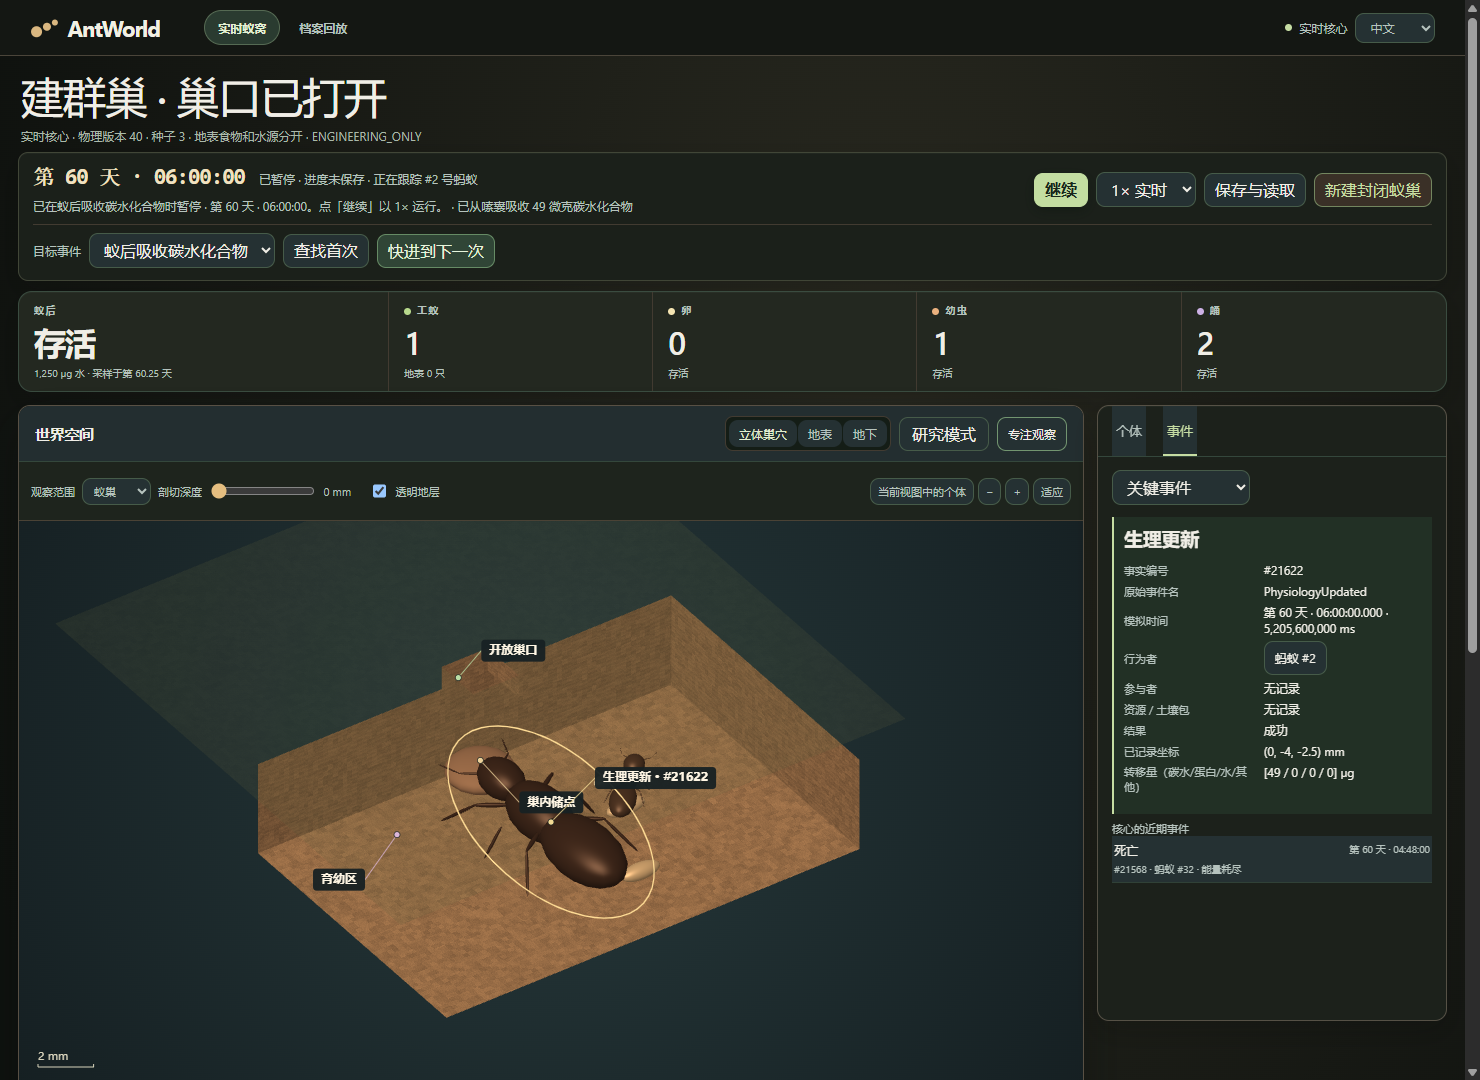 AntWorld
实时蚁窝
档案回放
实时核心
中文
建群巢 · 巢口已打开
实时核心 · 物理版本 40 · 种子 3 · 地表食物和水源分开 · ENGINEERING_ONLY
第 60 天 · 06:00:00
已暂停 · 进度未保存 · 正在跟踪 #2 号蚂蚁
已在蚁后吸收碳水化合物时暂停 · 第 60 天 · 06:00:00。点「继续」以 1× 运行。 · 已从嗉囊吸收 49 微克碳水化合物
继续
1× 实时
保存与读取
新建封闭蚁巢
目标事件
蚁后吸收碳水化合物
查找首次
快进到下一次
蚁后
存活
1,250 µg 水 · 采样于第 60.25 天
工蚁
1
地表 0 只
卵
0
存活
幼虫
1
存活
蛹
2
存活
世界空间
立体巢穴
地表
地下
研究模式
专注观察
观察范围
蚁巢
剖切深度
0 mm
透明地层
当前视图中的个体
−
+
适应
开放巢口
生理更新 • #21622
巢内储点
育幼区
2 mm
个体
事件
关键事件
生理更新
事实编号
#21622
原始事件名
PhysiologyUpdated
模拟时间
第 60 天 · 06:00:00.000 ·
5,205,600,000 ms
行为者
蚂蚁 #2
参与者
无记录
资源 / 土壤包
无记录
结果
成功
已记录坐标
(0, -4, -2.5) mm
转移量（碳水/蛋白/水/其
他）
[49 / 0 / 0 / 0] µg
核心的近期事件
死亡
第 60 天 · 04:48:00
#21568 · 蚂蚁 #32 · 能量耗尽